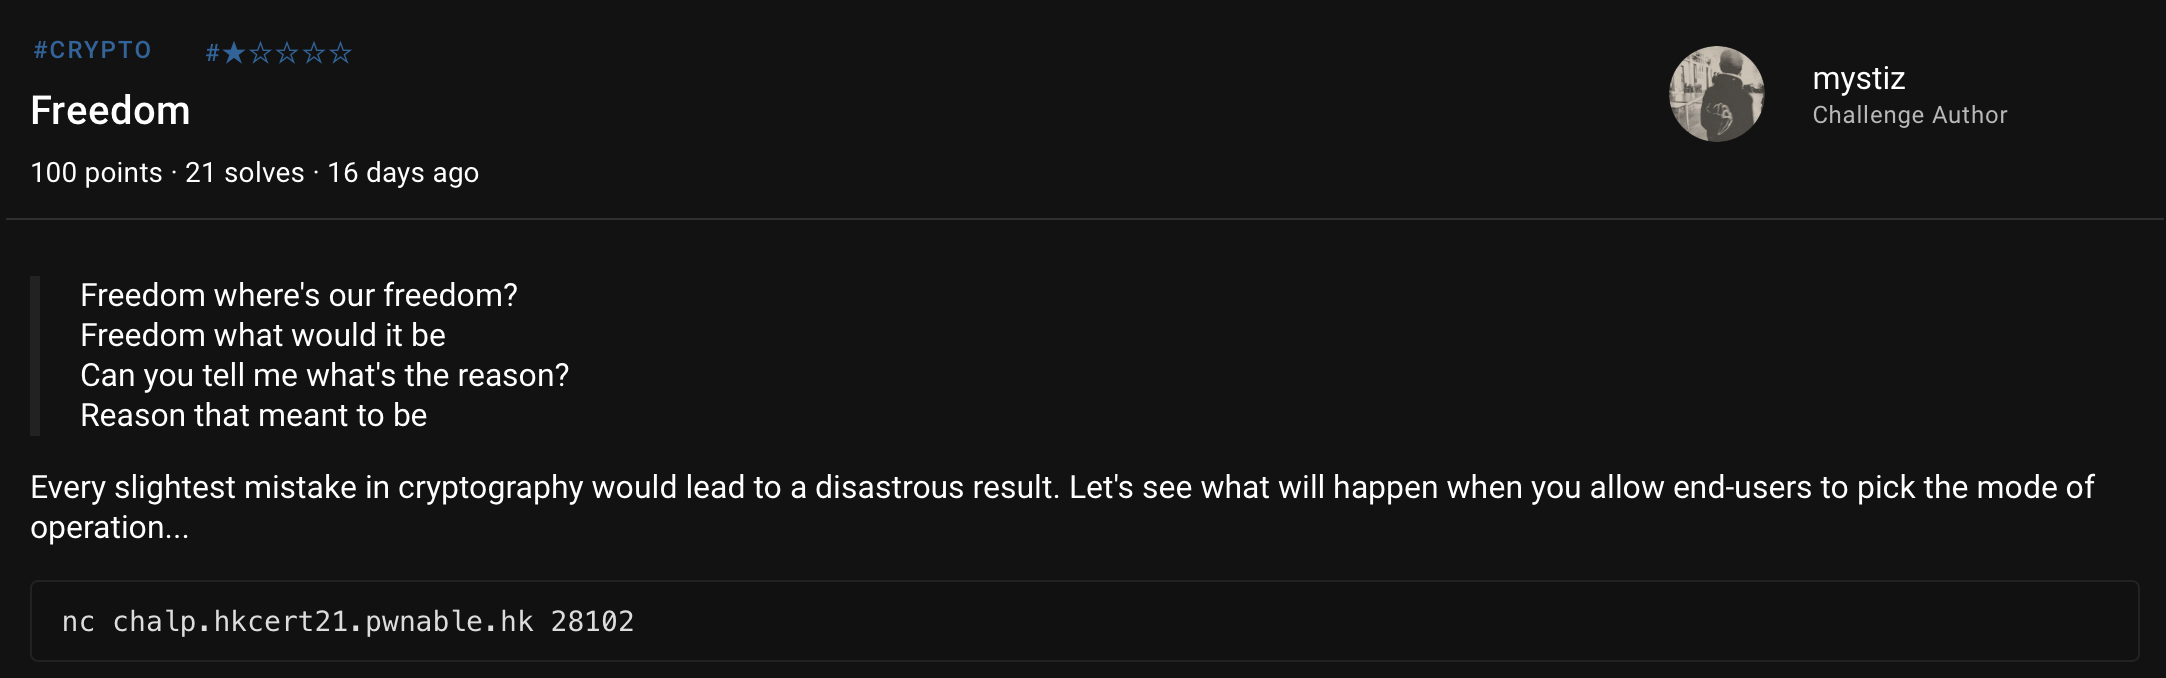 #CRYPTO #★☆☆☆☆
Freedom
100 points · 21 solves · 16 days ago
mystiz
Challenge Author
Freedom where's our freedom?
Freedom what would it be
Can you tell me what's the reason?
Reason that meant to be
Every slightest mistake in cryptography would lead to a disastrous result. Let's see what will happen when you allow end-users to pick the mode of
operation...
nc chalp.hkcert21.pwnable.hk 28102